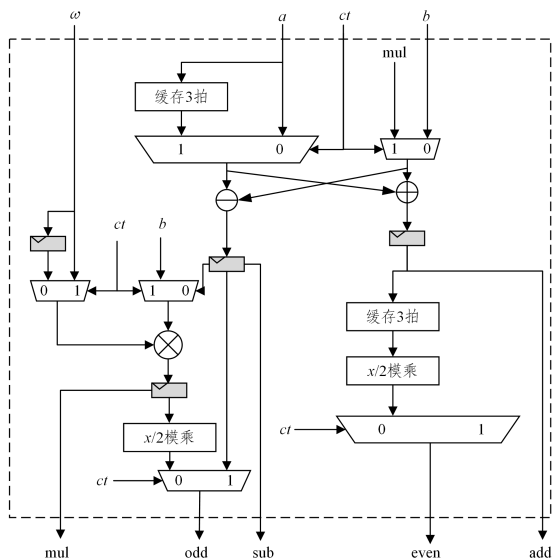 ω a ct b
mul
缓存3拍
1 0 1 0
ct b
0 1 1 0
缓存3拍
x/2模乘
x/2模乘
ct 0 1
ct 0 1
mul odd sub even add